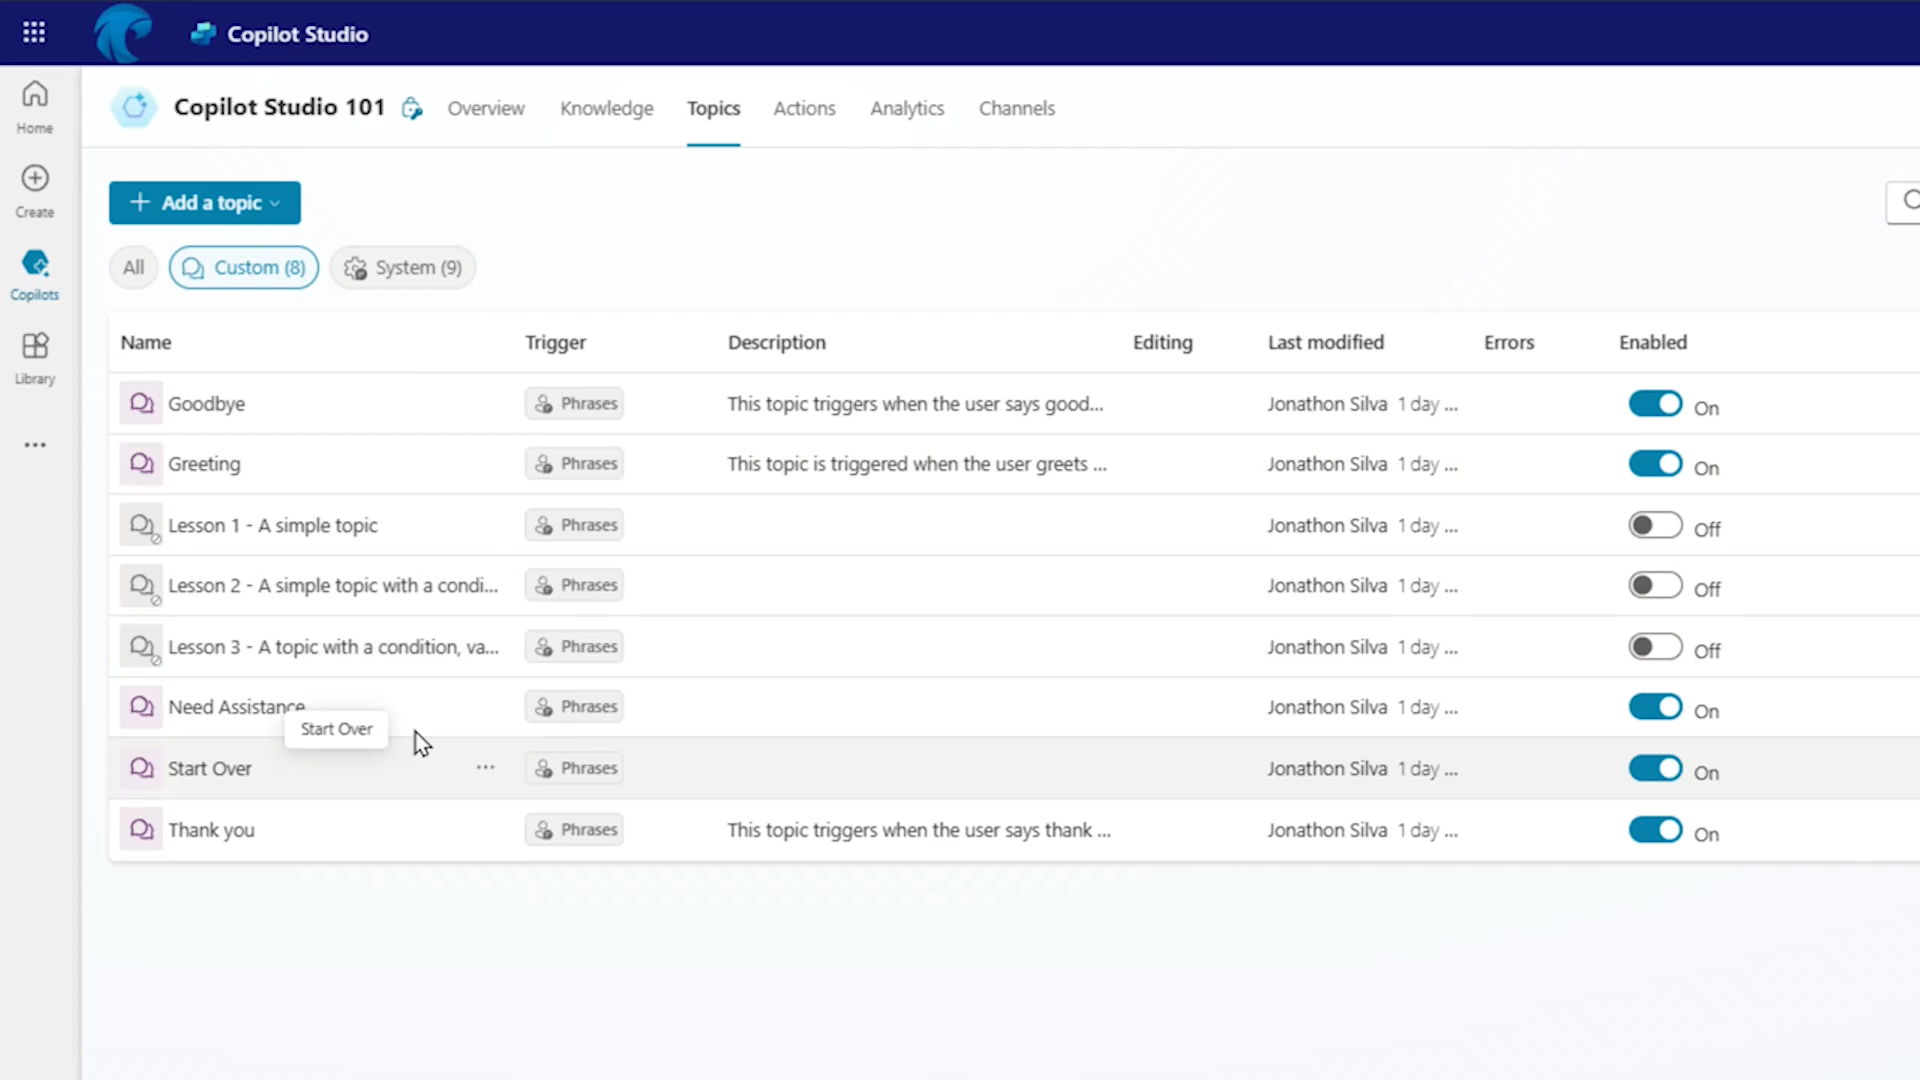 Copilot Studio
Home
Create
Copilots
Library
Copilot Studio 101
Overview
Knowledge
Topics
Actions
Analytics
Channels
Add a topic
All
Custom (8)
System (9)
Name Trigger Description Editing Last modified Errors Enabled
Goodbye Phrases This topic triggers when the user says good... Jonathon Silva 1 day ... On
Greeting Phrases This topic is triggered when the user greets ... Jonathon Silva 1 day ... On
Lesson 1 - A simple topic Phrases Jonathon Silva 1 day ... Off
Lesson 2 - A simple topic with a condi... Phrases Jonathon Silva 1 day ... Off
Lesson 3 - A topic with a condition, va... Phrases Jonathon Silva 1 day ... Off
Need Assistance Phrases Jonathon Silva 1 day ... On
Start Over
Start Over ... Phrases Jonathon Silva 1 day ... On
Thank you Phrases This topic triggers when the user says thank ... Jonathon Silva 1 day ... On